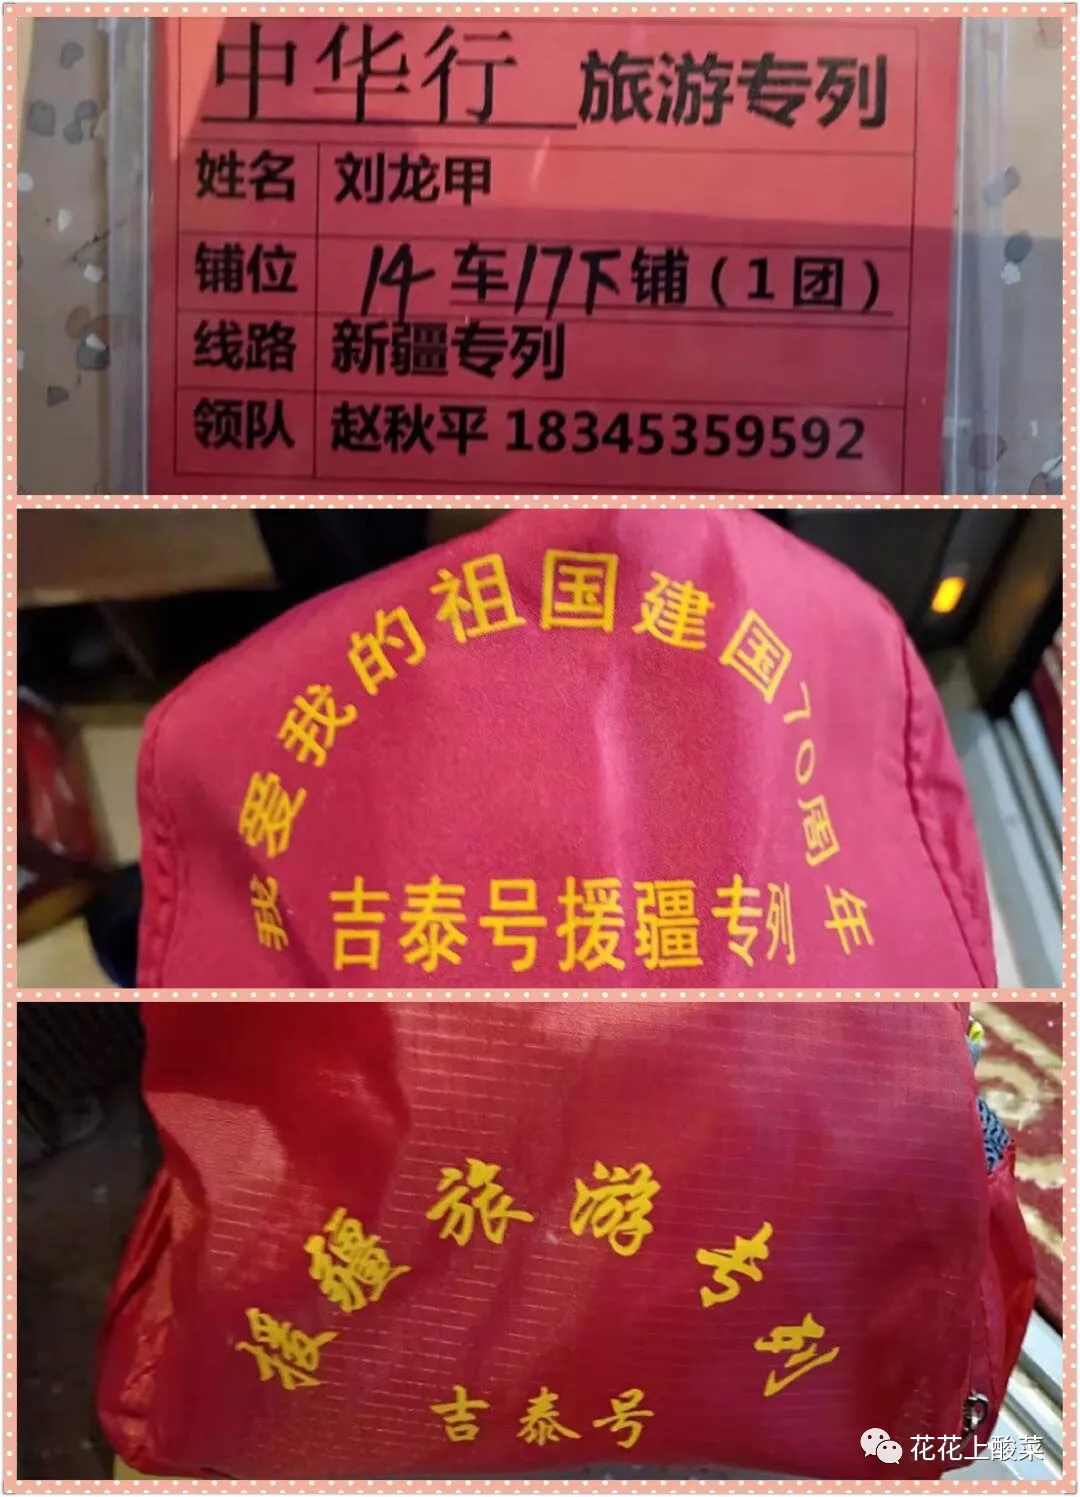 中华行 旅游专列
姓名 刘龙甲
铺位 14车17下铺（1团）
线路 新疆专列
领队 赵秋平 18345359592
我爱我的祖国建国70周年
吉泰号援疆专列
援疆旅游专列
吉泰号
花花上酸菜